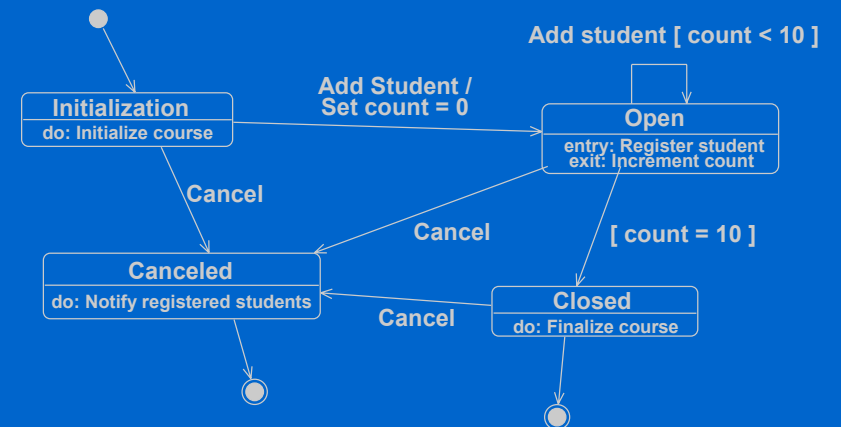 Add student [ count < 10 ]
Add Student /
Set count = 0
Initialization
do: Initialize course
Open
entry: Register student
exit: Increment count
Cancel
Cancel
[ count = 10 ]
Canceled
do: Notify registered students
Closed
do: Finalize course
Cancel